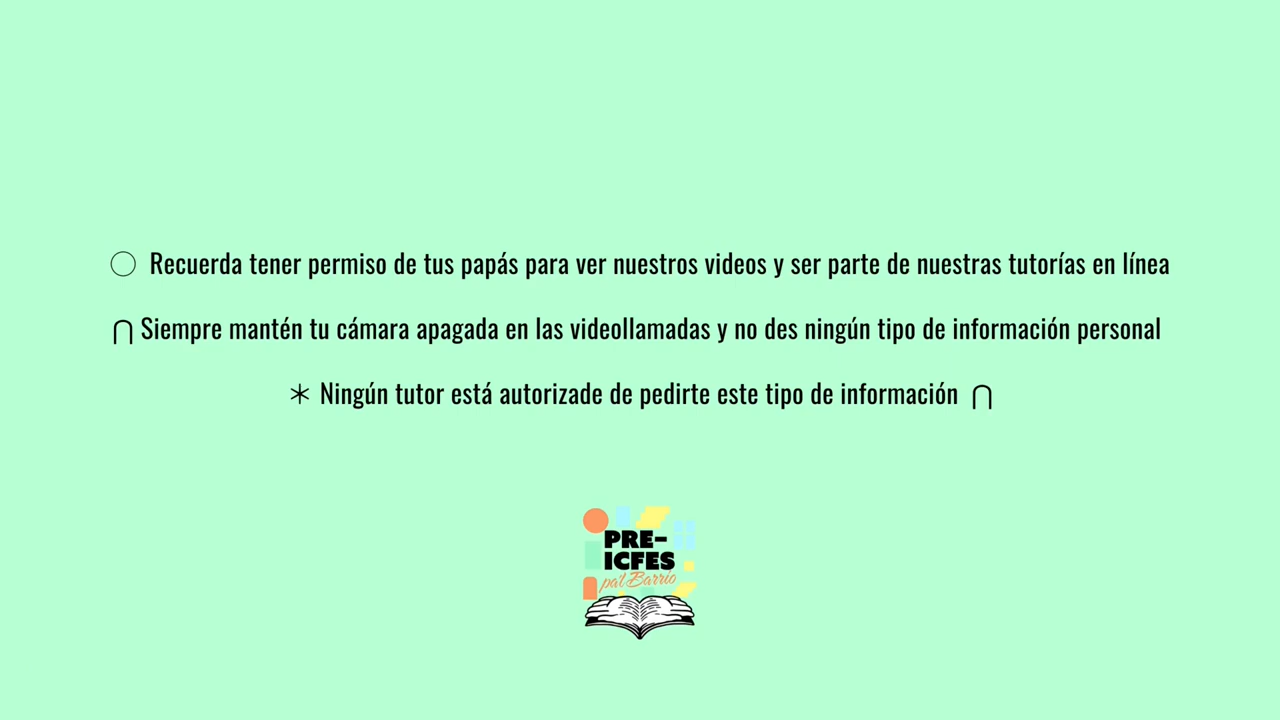 Recuerda tener permiso de tus papás para ver nuestros videos y ser parte de nuestras tutorías en línea
Siempre mantén tu cámara apagada en las videollamadas y no des ningún tipo de información personal
Ningún tutor está autorizade de pedirte este tipo de información
PRE-
ICFES
pa'l Barrio